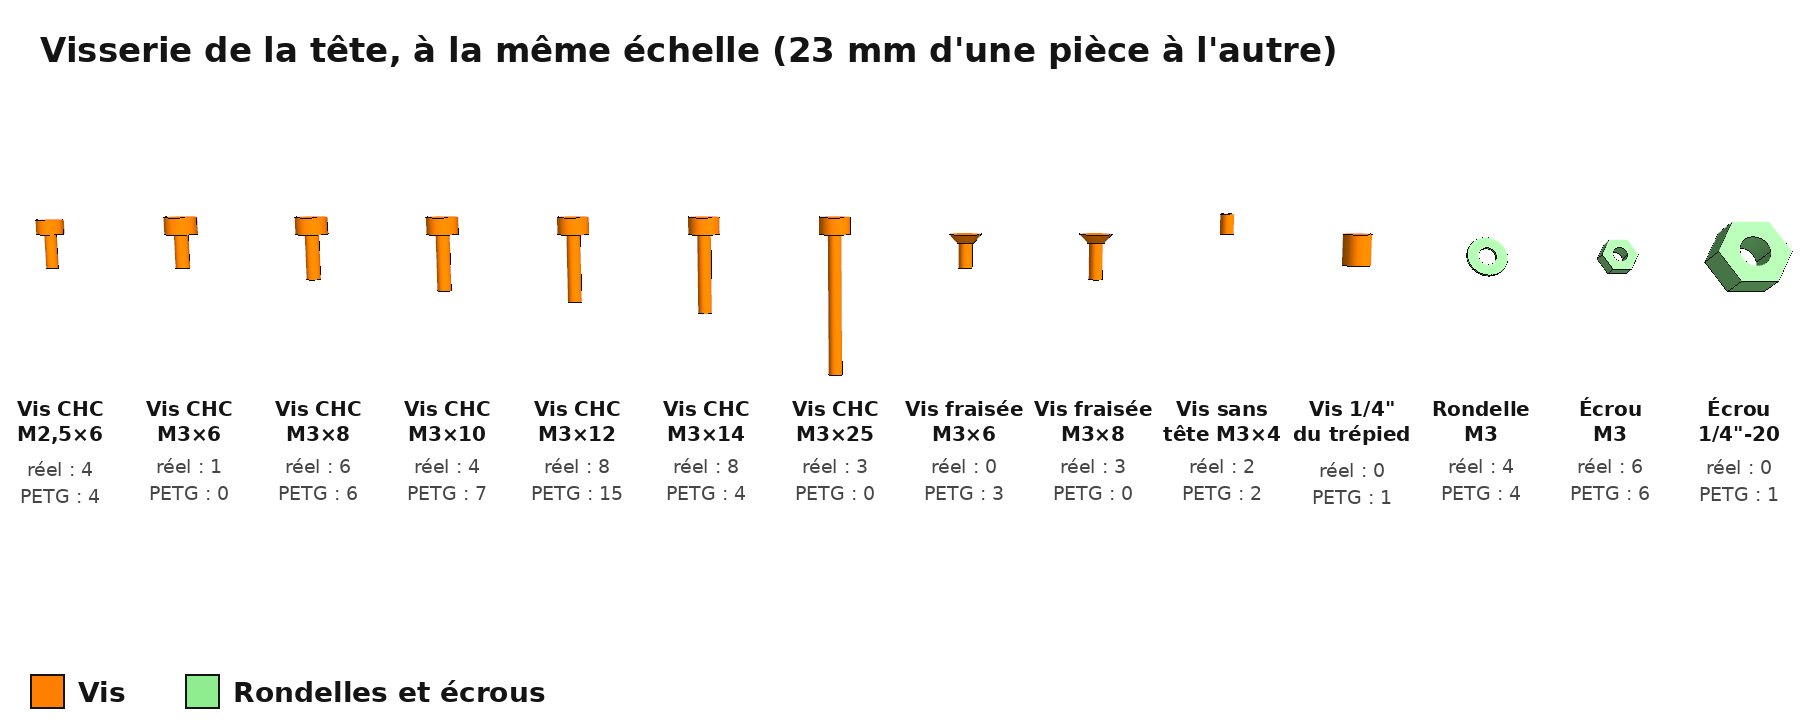 Visserie de la tête, à la même échelle (23 mm d'une pièce à l'autre)
Vis CHC
M2,5×6
réel : 4
PETG : 4
Vis CHC
M3×6
réel : 1
PETG : 0
Vis CHC
M3×8
réel : 6
PETG : 6
Vis CHC
M3×10
réel : 4
PETG : 7
Vis CHC
M3×12
réel : 8
PETG : 15
Vis CHC
M3×14
réel : 8
PETG : 4
Vis CHC
M3×25
réel : 3
PETG : 0
Vis fraisée
M3×6
réel : 0
PETG : 3
Vis fraisée
M3×8
réel : 3
PETG : 0
Vis sans
tête M3×4
réel : 2
PETG : 2
Vis 1/4"
du trépied
réel : 0
PETG : 1
Rondelle
M3
réel : 4
PETG : 4
Écrou
M3
réel : 6
PETG : 6
Écrou
1/4"-20
réel : 0
PETG : 1
Vis
Rondelles et écrous